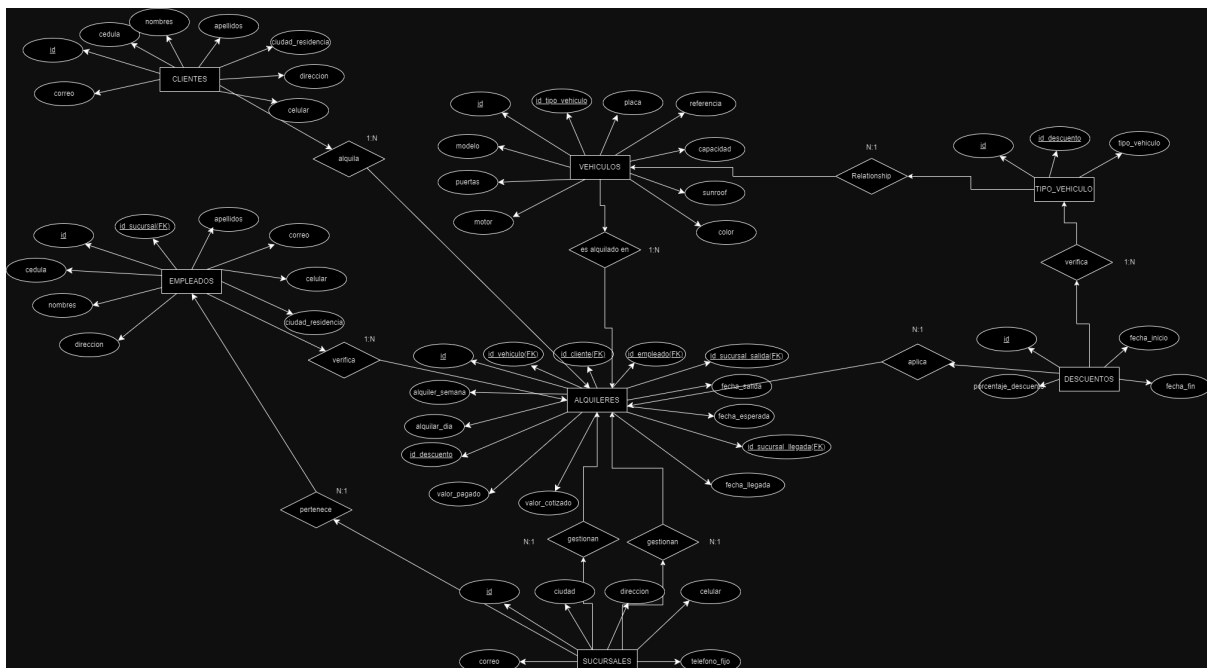 nombres
cedula
apellidos
id
ciudad_residencia
CLIENTES
direccion
correo
celular
1:N
alquila
id
id_tipo_vehiculo
placa
referencia
modelo
capacidad
VEHICULOS
puertas
sunroof
motor
color
N:1
Relationship
id
id_descuento
tipo_vehiculo
TIPO_VEHICULO
es alquilado en
1:N
verifica
1:N
id
id_sucursal(FK)
apellidos
correo
cedula
EMPLEADOS
celular
nombres
ciudad_residencia
direccion
verifica
1:N
id
id_vehiculo(FK)
id_cliente(FK)
id_empleado(FK)
id_sucursal_salida(FK)
alquiler_semana
fecha_salida
ALQUILERES
alquilar_dia
fecha_esperada
id_descuento
id_sucursal_llegada(FK)
valor_pagado
valor_cotizado
fecha_llegada
N:1
aplica
id
fecha_inicio
DESCUENTOS
porcentaje_descuento
fecha_fin
N:1
pertenece
N:1
gestionan
gestionan
N:1
id
ciudad
direccion
celular
correo
SUCURSALES
telefono_fijo